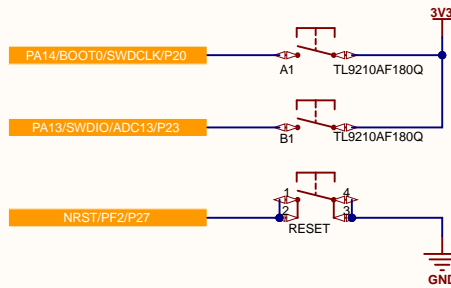 3V3
PA14/BOOT0/SWDCLK/P20
A1
TL9210AF180Q
PA13/SWDIO/ADC13/P23
B1
TL9210AF180Q
1
4
NRST/PF2/P27
2
3
RESET
GND